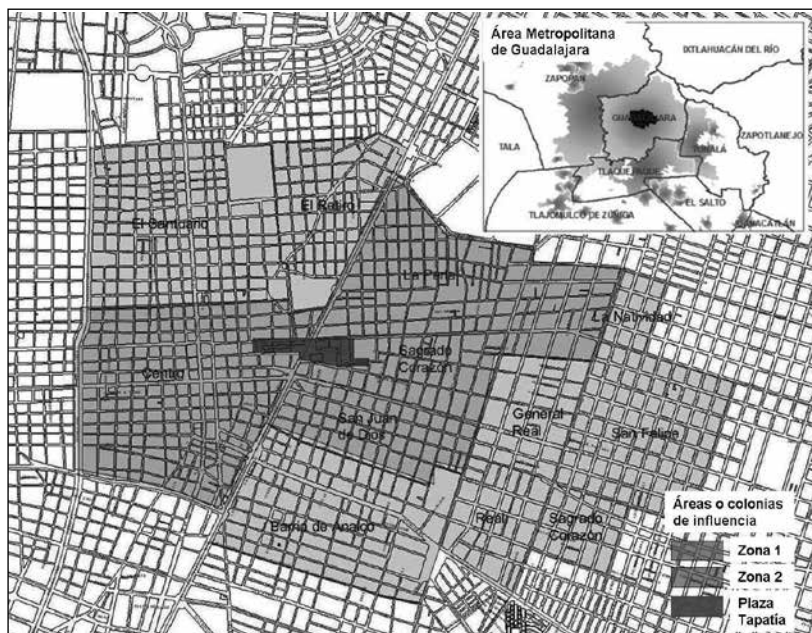 Área Metropolitana
de Guadalajara
IXTLAHUACÁN DEL RÍO
ZAPOPAN
GUADALAJARA
ZAPOTLANEJO
TALA
TONALÁ
TLAQUEPAQUE
EL SALTO
TLAJOMULCO DE ZÚÑIGA
El Santuario
El Retiro
La Perla
La Natividad
Centro
Sagrado
Corazón
San Juan
de Dios
General
Real
San Felipe
Barrio de Analco
Real
Sagrado
Corazón
Áreas o colonias
de influencia
Zona 1
Zona 2
Plaza
Tapatía